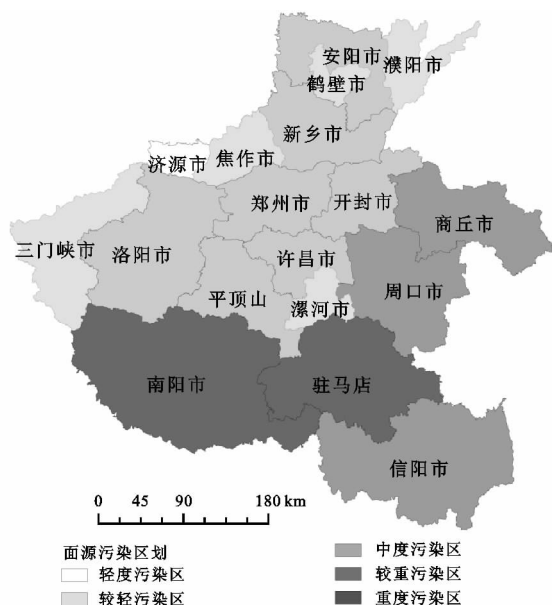 安阳市
濮阳市
鹤壁市
新乡市
济源市
焦作市
郑州市
开封市
商丘市
三门峡市
洛阳市
许昌市
周口市
平顶山
漯河市
南阳市
驻马店
信阳市
0 45 90 180 km
面源污染区划
轻度污染区
较轻污染区
中度污染区
较重污染区
重度污染区